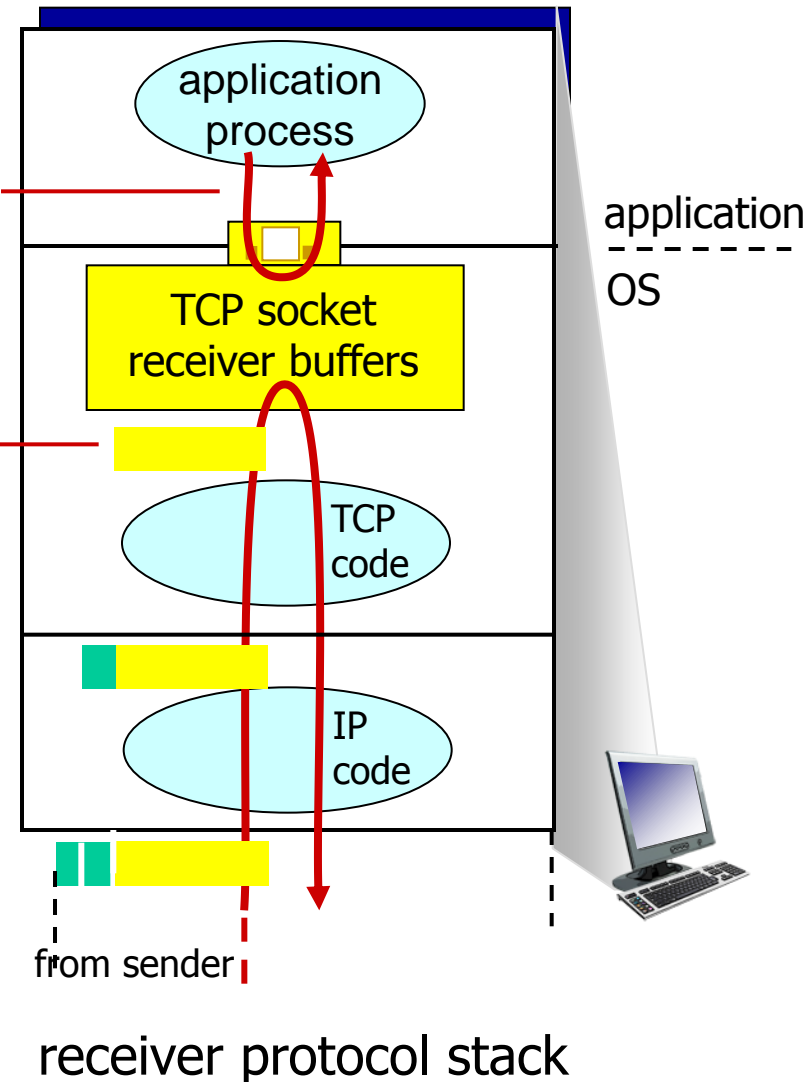 application
process
application
OS
TCP socket
receiver buffers
TCP
code
IP
code
from sender
receiver protocol stack